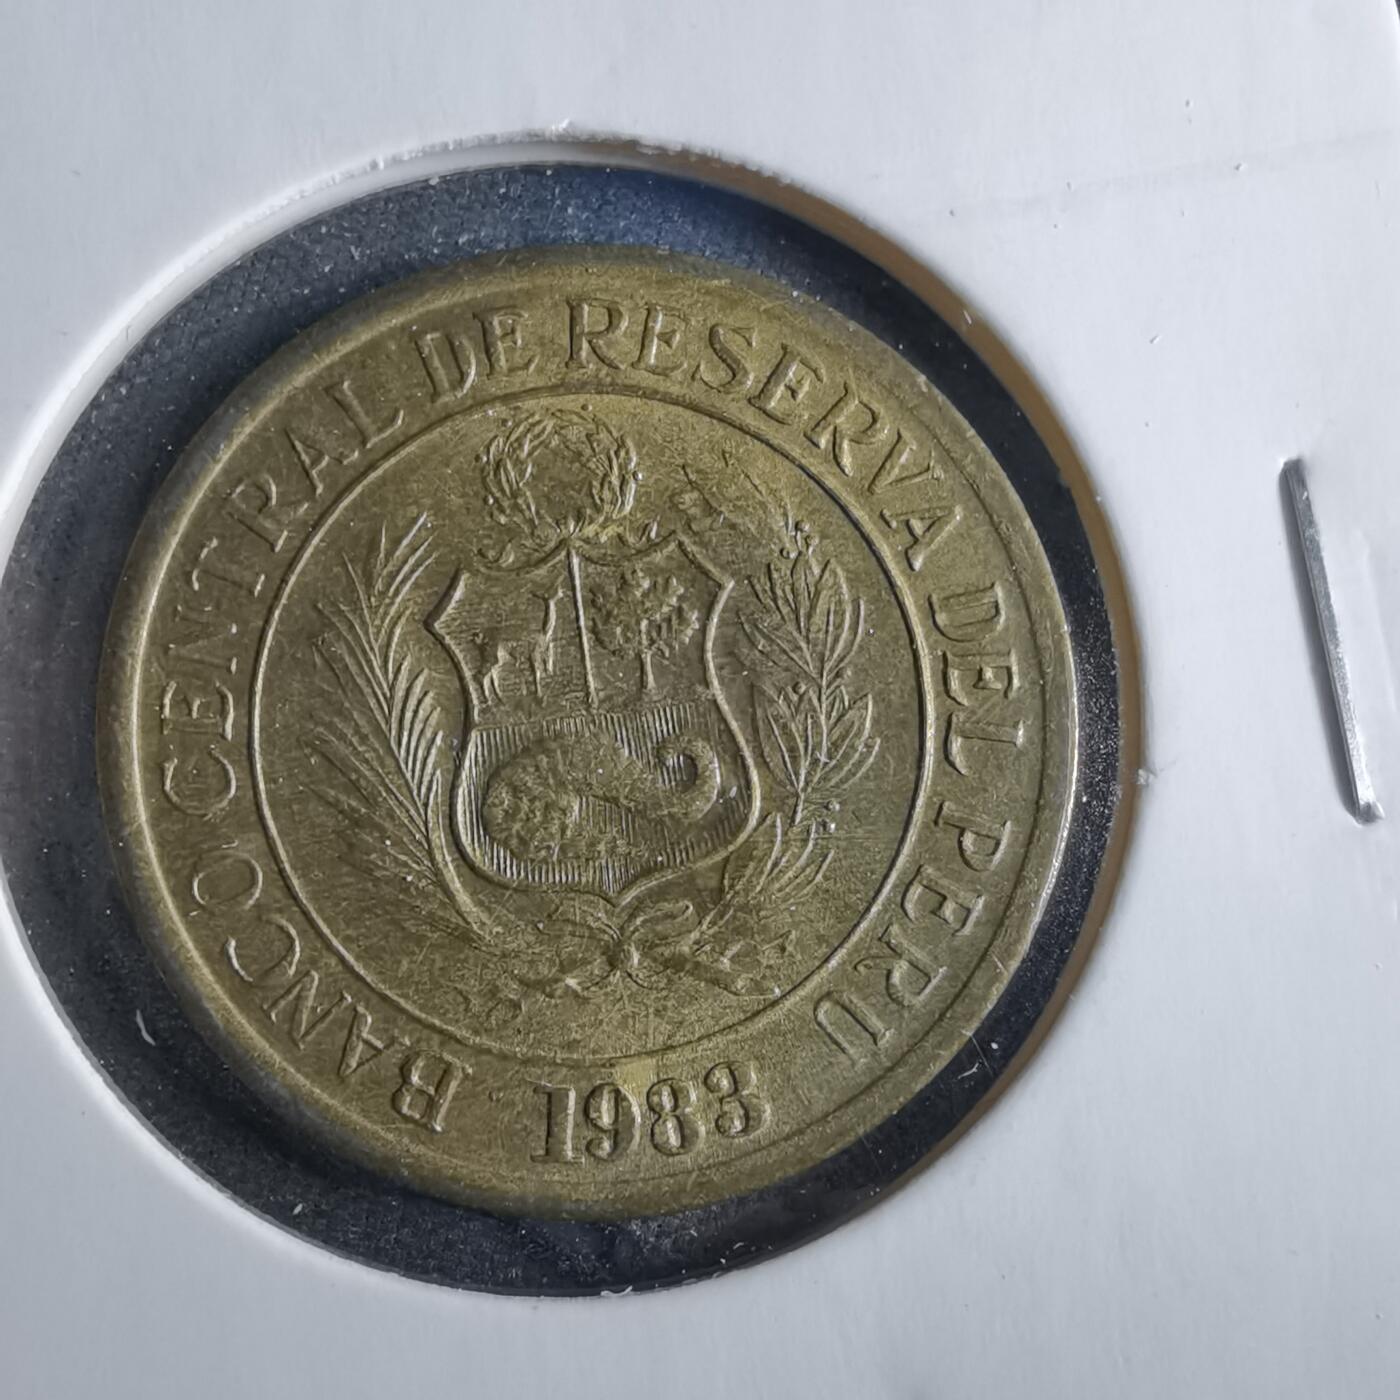 BANCO CENTRAL DE RESERVA DEL PERU
1983